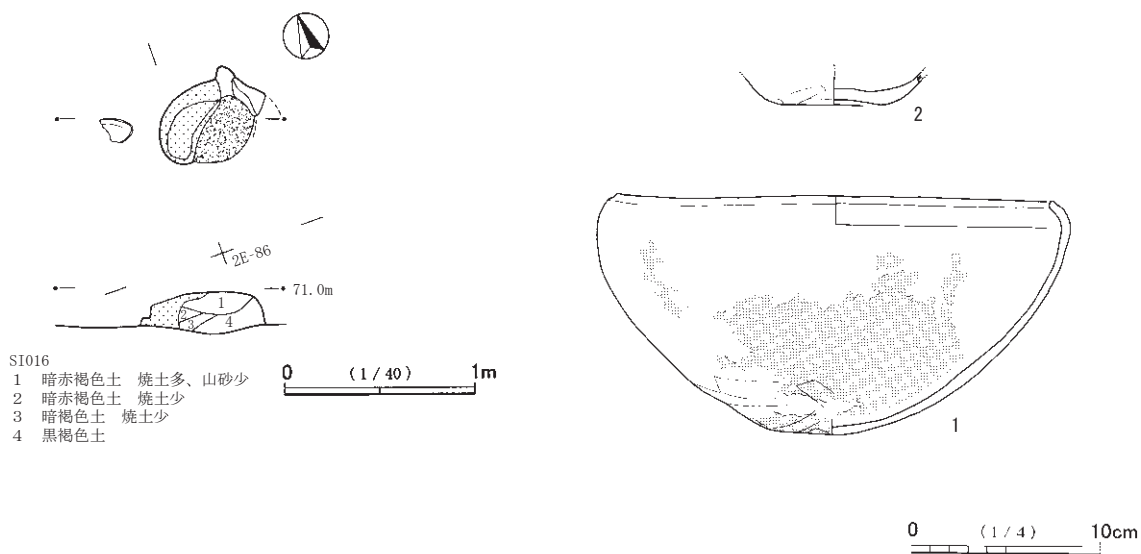 2E-86
71.0m
1
2
3
4
SI016
1 暗赤褐色土 焼土多、山砂少
2 暗赤褐色土 焼土少
3 暗褐色土 焼土少
4 黒褐色土
0 (1/40) 1m
2
1
0 (1/4) 10cm